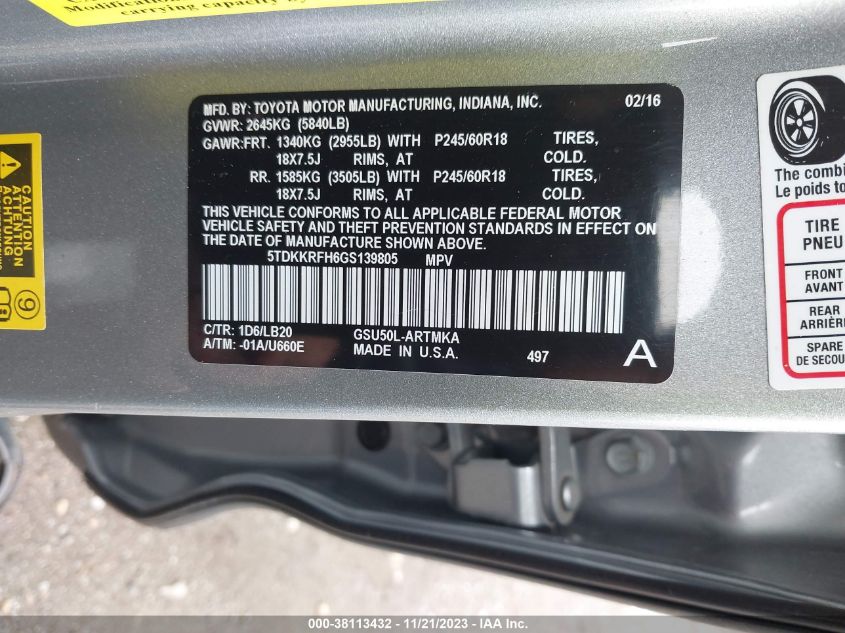 Modification
carrying capacity by
MFD. BY: TOYOTA MOTOR MANUFACTURING, INDIANA, INC. 02/16
GVWR: 2645KG (5840LB)
GAWR:FRT. 1340KG (2955LB) WITH P245/60R18 TIRES,
18X7.5J RIMS, AT COLD.
RR. 1585KG (3505LB) WITH P245/60R18 TIRES,
18X7.5J RIMS, AT COLD.
THIS VEHICLE CONFORMS TO ALL APPLICABLE FEDERAL MOTOR
VEHICLE SAFETY AND THEFT PREVENTION STANDARDS IN EFFECT ON
THE DATE OF MANUFACTURE SHOWN ABOVE.
5TDKKRFH6GS139805 MPV
C/TR: 1D6/LB20 GSU50L-ARTMKA
A/TM: -01A/U660E MADE IN U.S.A. 497 A
CAUTION
ATTENTION
ACHTUNG
9
The combi
Le poids to
TIRE
PNEU
FRONT
AVANT
REAR
ARRIÈRE
SPARE
DE SECOU
000-38113432 - 11/21/2023 - IAA Inc.